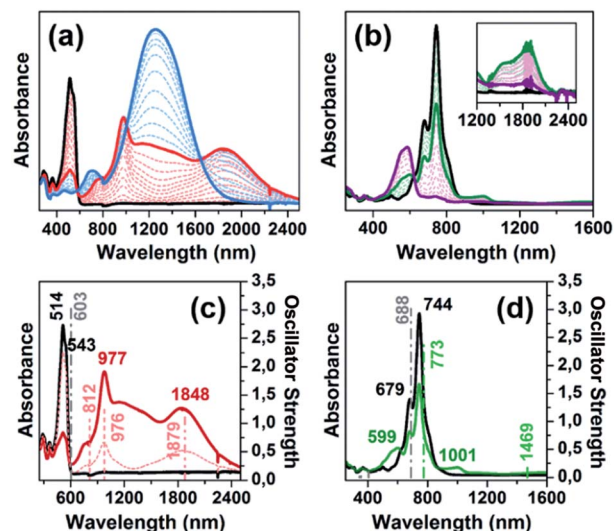 (a)
Absorbance
400 800 1200 1600 2000 2400
Wavelength (nm)
(b)
Absorbance
1200 1800 2400
400 800 1200 1600
Wavelength (nm)
(c)
Absorbance
514
543
603
812
977
976
1879
1848
3,5
3,0
2,5
2,0
1,5
1,0
0,5
0,0
Oscillator Strength
600 1200 1800 2400
Wavelength (nm)
(d)
Absorbance
688
744
679
773
599
1001
1469
3,5
3,0
2,5
2,0
1,5
1,0
0,5
0,0
Oscillator Strength
400 800 1200 1600
Wavelength (nm)